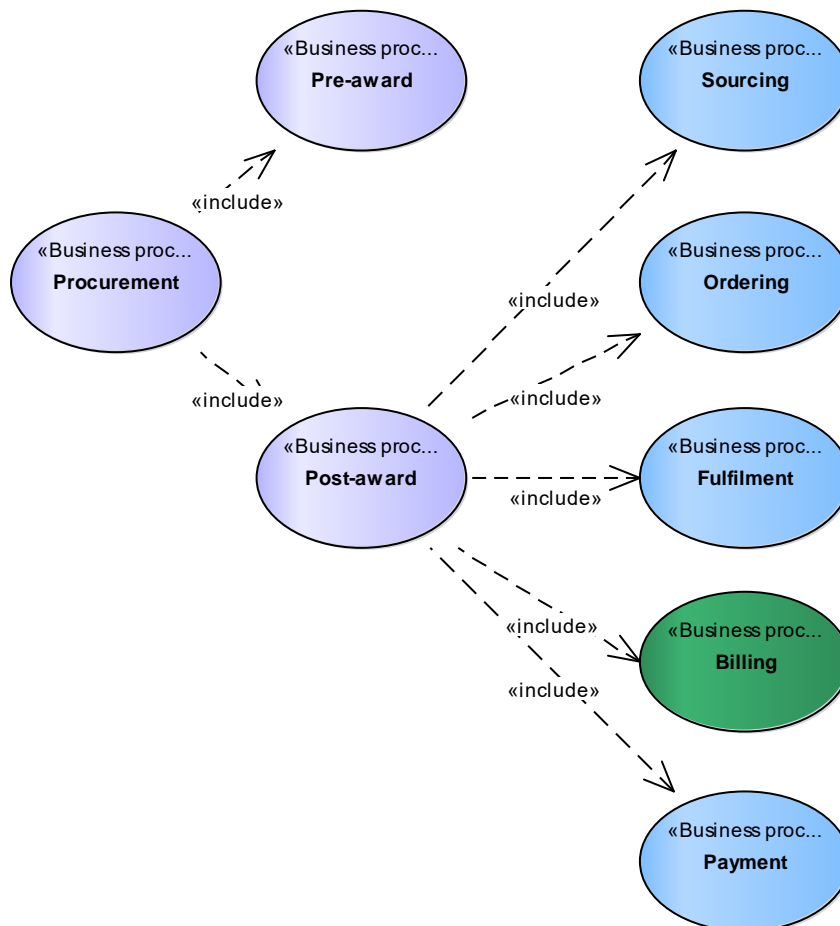 «Business proc...
Pre-award
«Business proc...
Sourcing
«include»
«Business proc...
Procurement
«Business proc...
Ordering
«include»
«include»
«include»
«Business proc...
Post-award
«Business proc...
Fulfilment
«include»
«include»
«Business proc...
Billing
«include»
«Business proc...
Payment